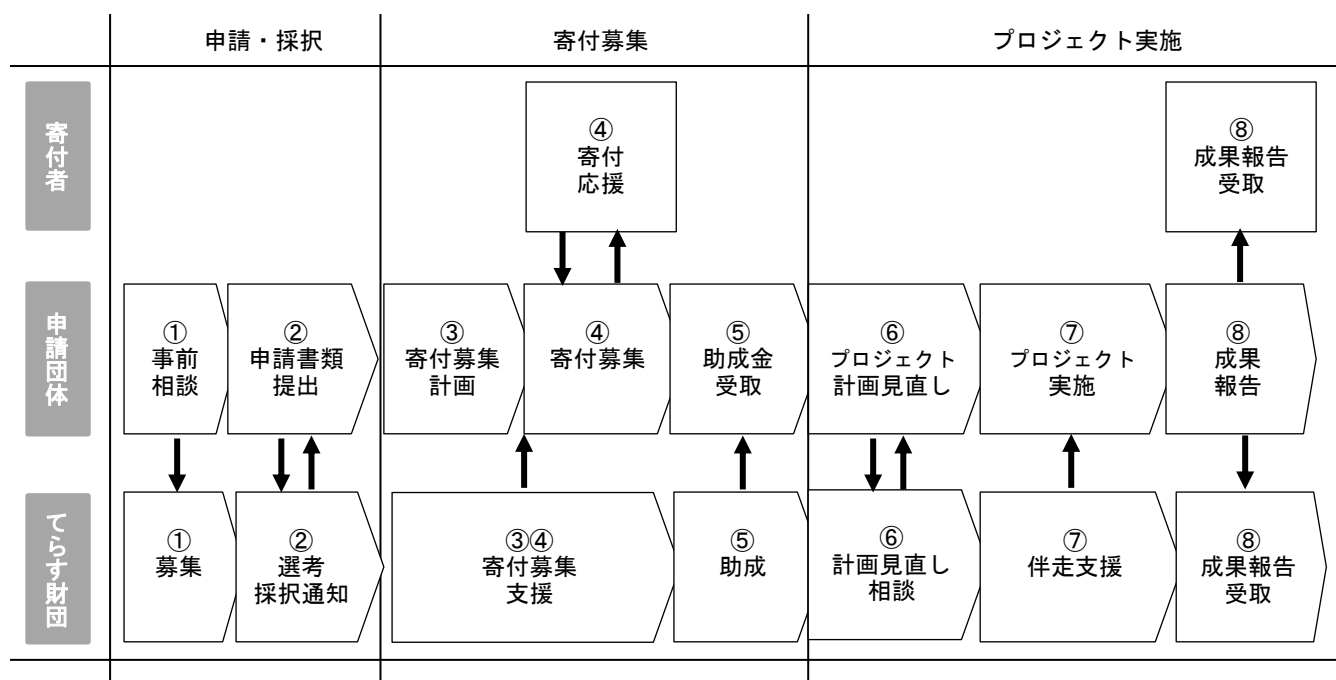 申請・採択
寄付募集
プロジェクト実施
寄付者
④
寄付
応援
⑧
成果報告
受取
申請団体
①
事前
相談
②
申請書類
提出
③
寄付募集
計画
④
寄付募集
⑤
助成金
受取
⑥
プロジェクト
計画見直し
⑦
プロジェクト
実施
⑧
成果
報告
てらす財団
①
募集
②
選考
採択通知
③④
寄付募集
支援
⑤
助成
⑥
計画見直し
相談
⑦
伴走支援
⑧
成果報告
受取